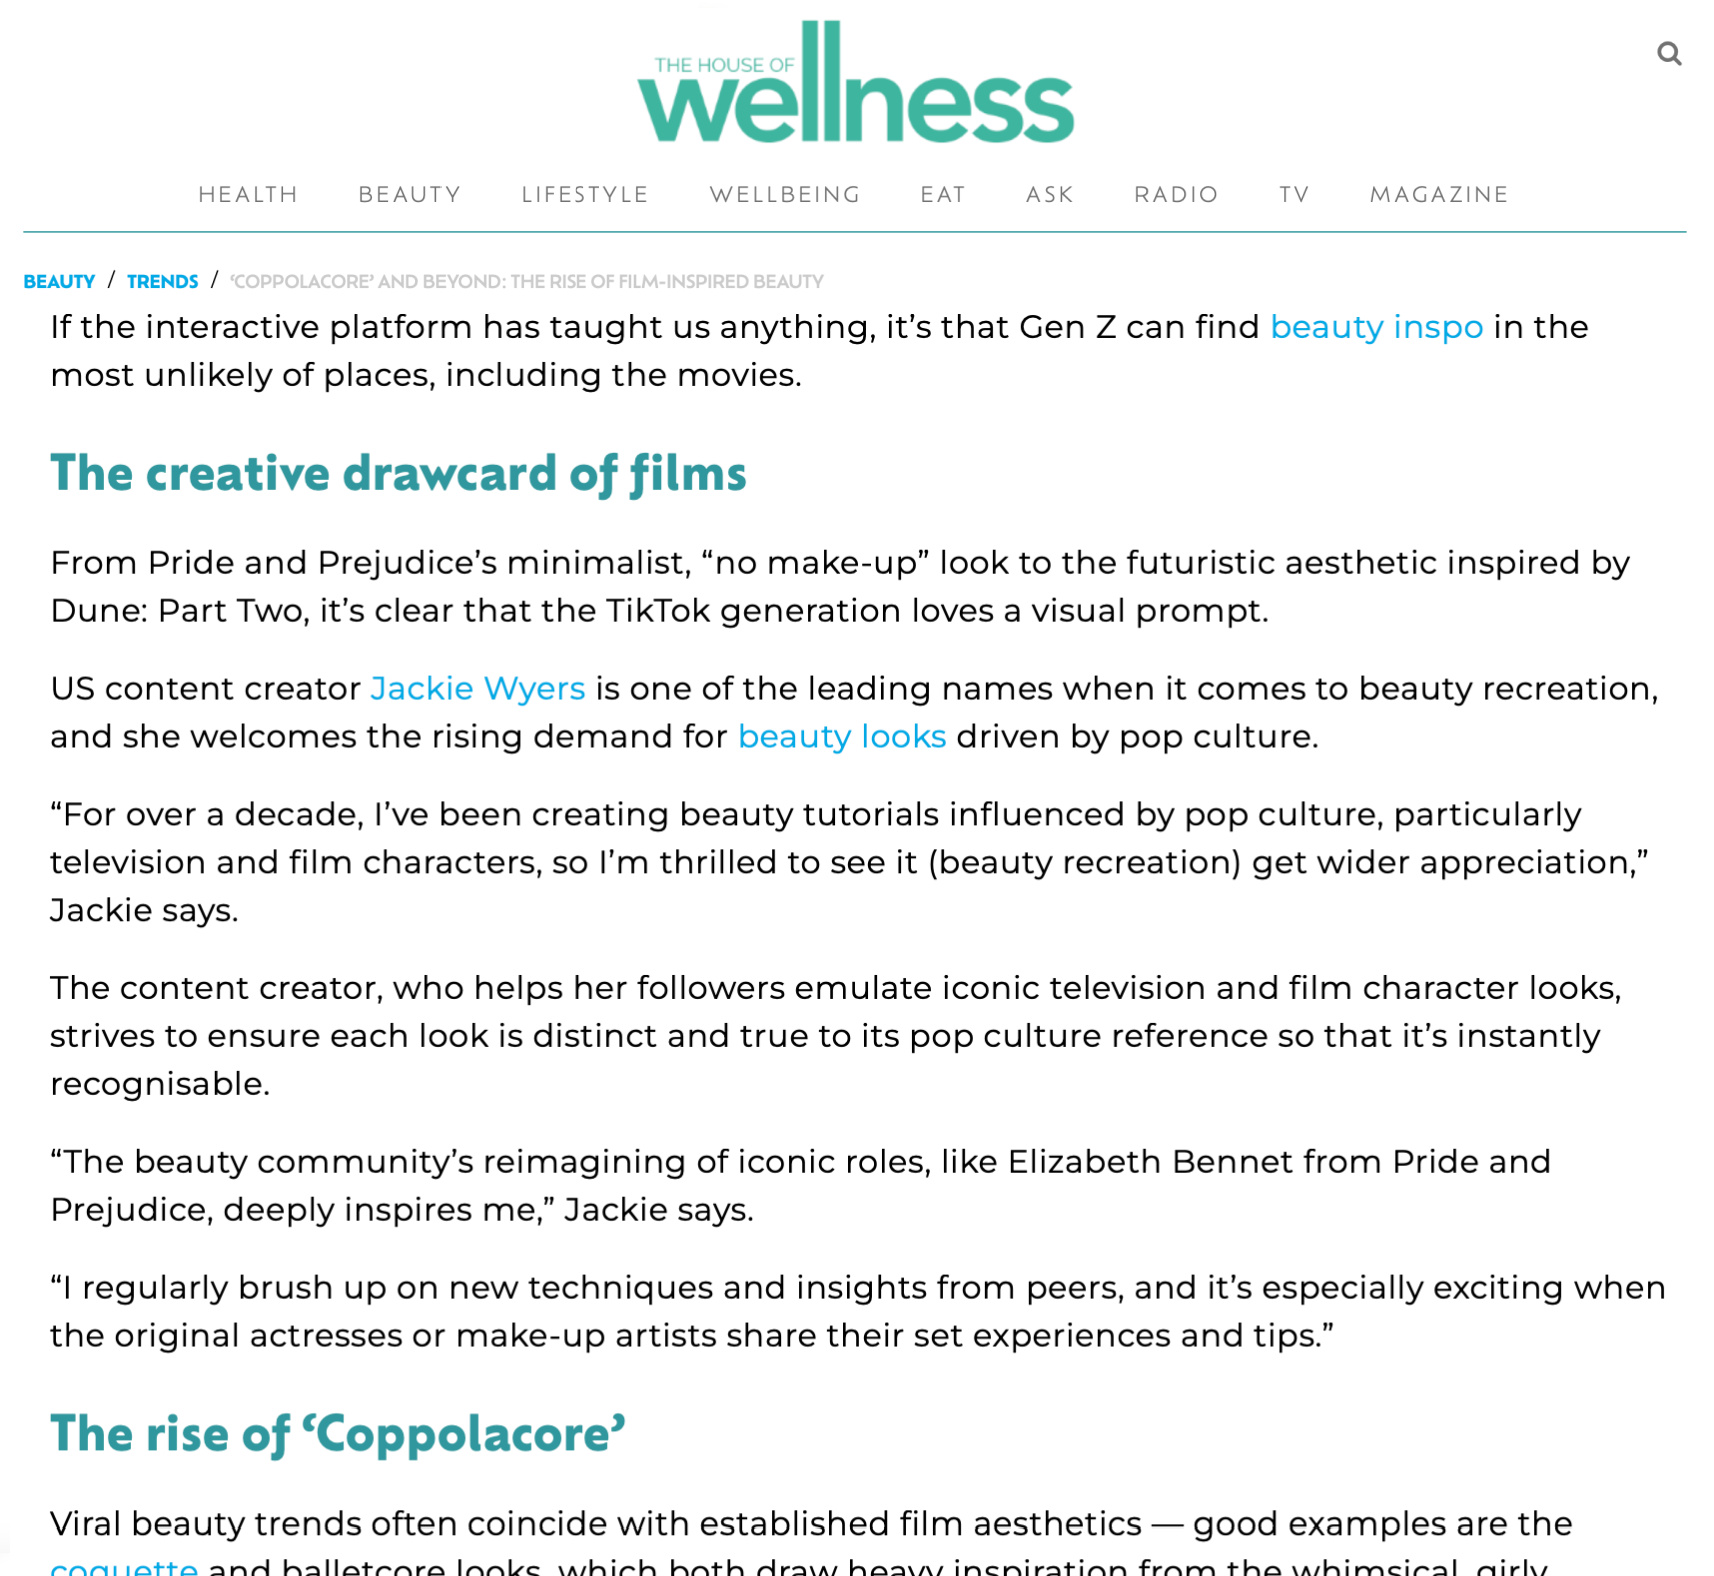 THE HOUSE OF
wellness
HEALTH BEAUTY LIFESTYLE WELLBEING EAT ASK RADIO TV MAGAZINE
BEAUTY / TRENDS / ‘COPPOLACORE’ AND BEYOND: THE RISE OF FILM-INSPIRED BEAUTY
If the interactive platform has taught us anything, it’s that Gen Z can find beauty inspo in the
most unlikely of places, including the movies.
The creative drawcard of films
From Pride and Prejudice’s minimalist, “no make-up” look to the futuristic aesthetic inspired by
Dune: Part Two, it’s clear that the TikTok generation loves a visual prompt.
US content creator Jackie Wyers is one of the leading names when it comes to beauty recreation,
and she welcomes the rising demand for beauty looks driven by pop culture.
“For over a decade, I’ve been creating beauty tutorials influenced by pop culture, particularly
television and film characters, so I’m thrilled to see it (beauty recreation) get wider appreciation,”
Jackie says.
The content creator, who helps her followers emulate iconic television and film character looks,
strives to ensure each look is distinct and true to its pop culture reference so that it’s instantly
recognisable.
“The beauty community’s reimagining of iconic roles, like Elizabeth Bennet from Pride and
Prejudice, deeply inspires me,” Jackie says.
“I regularly brush up on new techniques and insights from peers, and it’s especially exciting when
the original actresses or make-up artists share their set experiences and tips.”
The rise of ‘Coppolacore’
Viral beauty trends often coincide with established film aesthetics — good examples are the
coquette and balletcore looks, which both draw heavy inspiration from the whimsical, girly